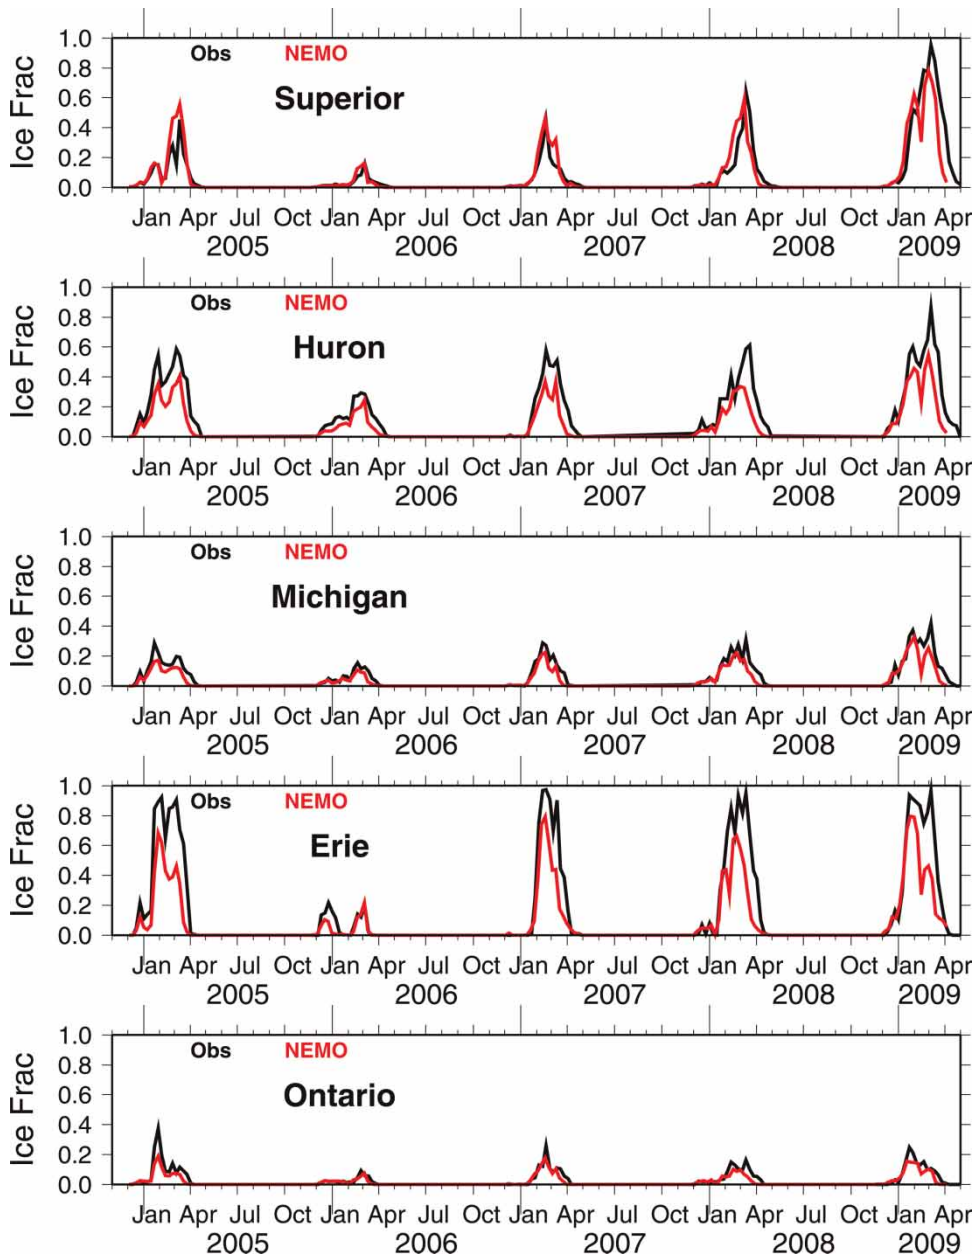 1.0
Obs NEMO
0.8
Superior
0.6
Ice Frac
0.4
0.2
0.0
Jan Apr Jul Oct Jan Apr Jul Oct Jan Apr Jul Oct Jan Apr Jul Oct Jan Apr
2005 2006 2007 2008 2009
1.0
Obs NEMO
0.8
Huron
0.6
Ice Frac
0.4
0.2
0.0
Jan Apr Jul Oct Jan Apr Jul Oct Jan Apr Jul Oct Jan Apr Jul Oct Jan Apr
2005 2006 2007 2008 2009
1.0
Obs NEMO
0.8
Michigan
0.6
Ice Frac
0.4
0.2
0.0
Jan Apr Jul Oct Jan Apr Jul Oct Jan Apr Jul Oct Jan Apr Jul Oct Jan Apr
2005 2006 2007 2008 2009
1.0
Obs NEMO
0.8
Erie
0.6
Ice Frac
0.4
0.2
0.0
Jan Apr Jul Oct Jan Apr Jul Oct Jan Apr Jul Oct Jan Apr Jul Oct Jan Apr
2005 2006 2007 2008 2009
1.0
Obs NEMO
0.8
Ontario
0.6
Ice Frac
0.4
0.2
0.0
Jan Apr Jul Oct Jan Apr Jul Oct Jan Apr Jul Oct Jan Apr Jul Oct Jan Apr
2005 2006 2007 2008 2009